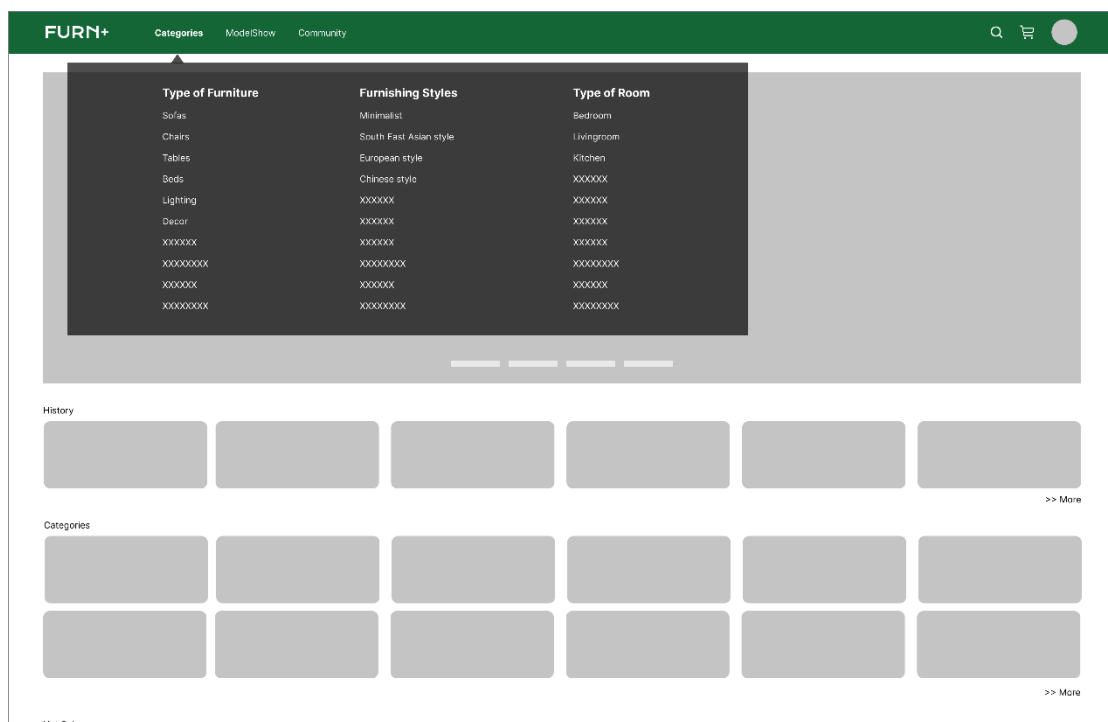 FURN+
Categories
ModelShow
Community
Type of Furniture
Sofas
Chairs
Tables
Beds
Lighting
Decor
XXXXXX
XXXXXXXX
XXXXXX
XXXXXXXX
Furnishing Styles
Minimalist
South East Asian style
European style
Chinese style
XXXXXX
XXXXXX
XXXXXX
XXXXXXXX
XXXXXX
XXXXXXXX
Type of Room
Bedroom
Livingroom
Kitchen
XXXXXX
XXXXXX
XXXXXX
XXXXXX
XXXXXXXX
XXXXXX
XXXXXXXX
History
>> More
Categories
>> More